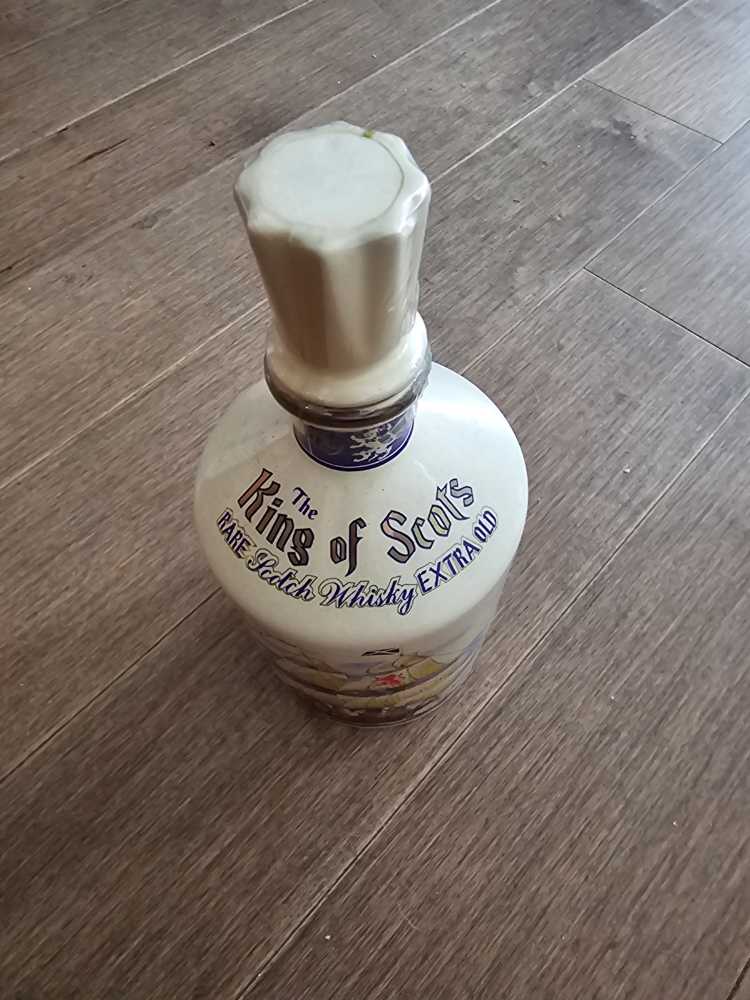 The
King of Scots
RARE Scotch Whisky EXTRA OLD